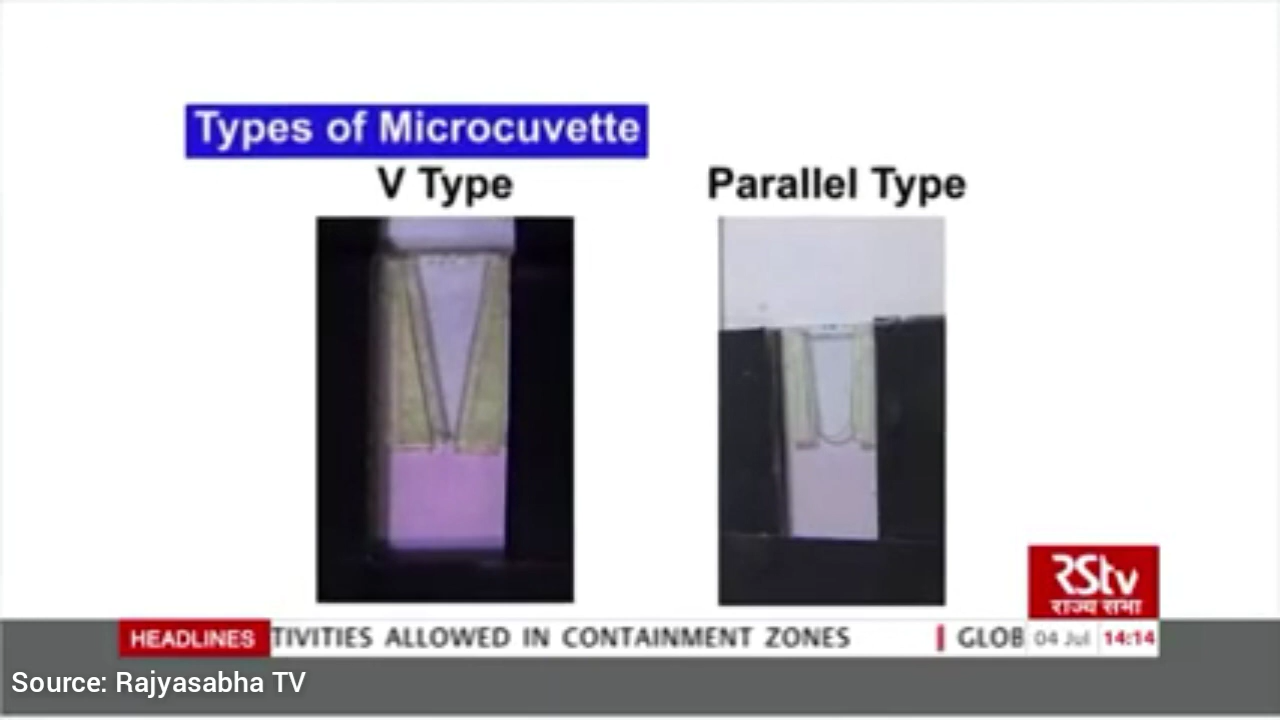 Types of Microcuvette
V Type
Parallel Type
RStv
राज्य सभा
HEADLINES
TIVITIES ALLOWED IN CONTAINMENT ZONES
GLOB
04 Jul
14:14
Source: Rajyasabha TV